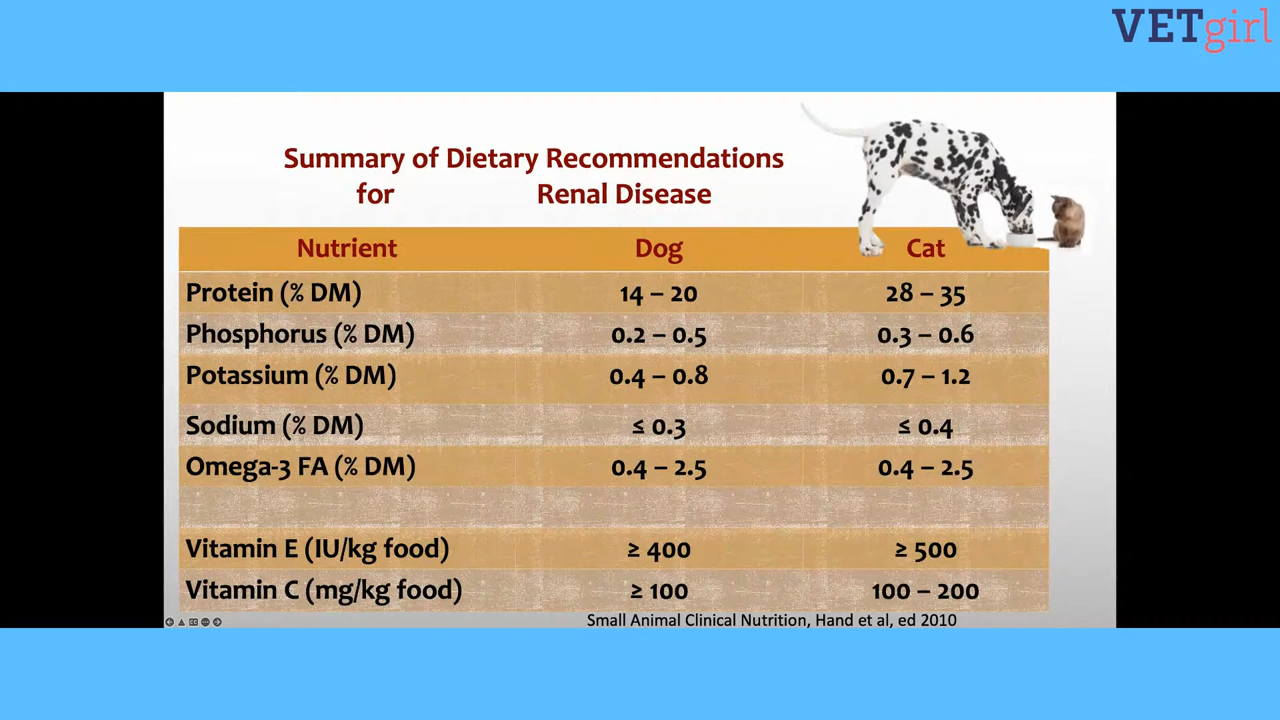 VETgirl
Summary of Dietary Recommendations
for Renal Disease
Nutrient Dog Cat
Protein (% DM) 14 – 20 28 – 35
Phosphorus (% DM) 0.2 – 0.5 0.3 – 0.6
Potassium (% DM) 0.4 – 0.8 0.7 – 1.2
Sodium (% DM) ≤ 0.3 ≤ 0.4
Omega-3 FA (% DM) 0.4 – 2.5 0.4 – 2.5
Vitamin E (IU/kg food) ≥ 400 ≥ 500
Vitamin C (mg/kg food) ≥ 100 100 – 200
Small Animal Clinical Nutrition, Hand et al, ed 2010